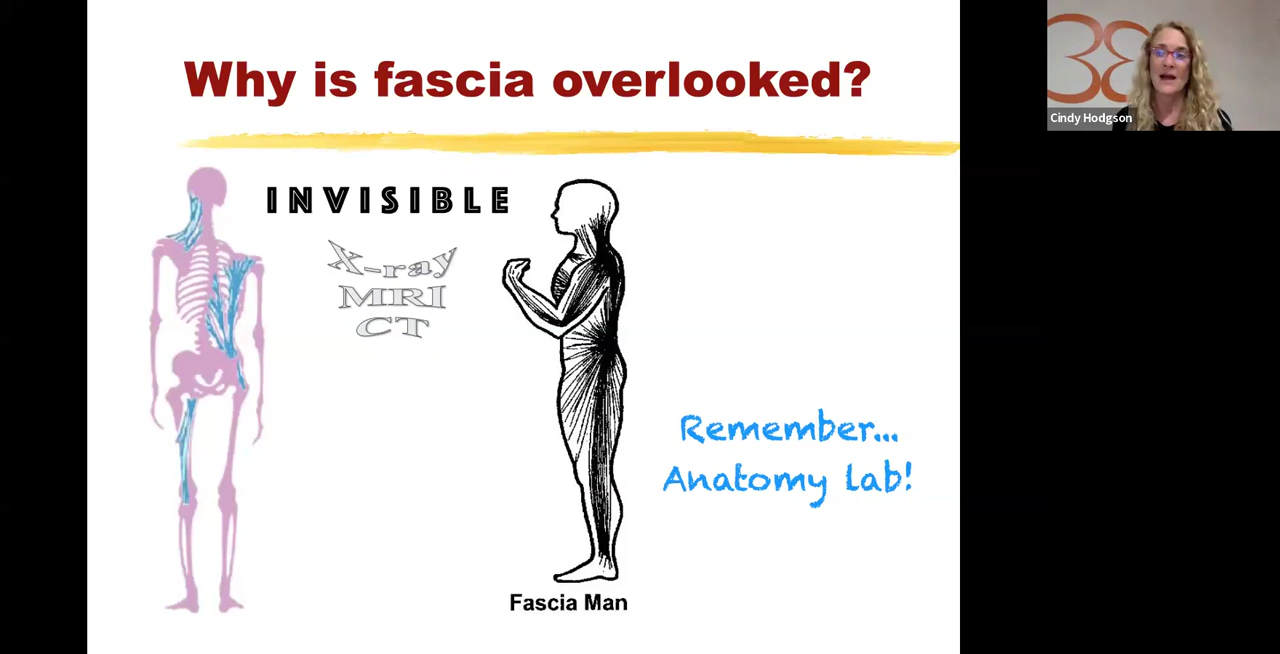 Why is fascia overlooked?
INVISIBLE
X-ray
MRI
CT
Remember...
Anatomy lab!
Fascia Man
Cindy Hodgson